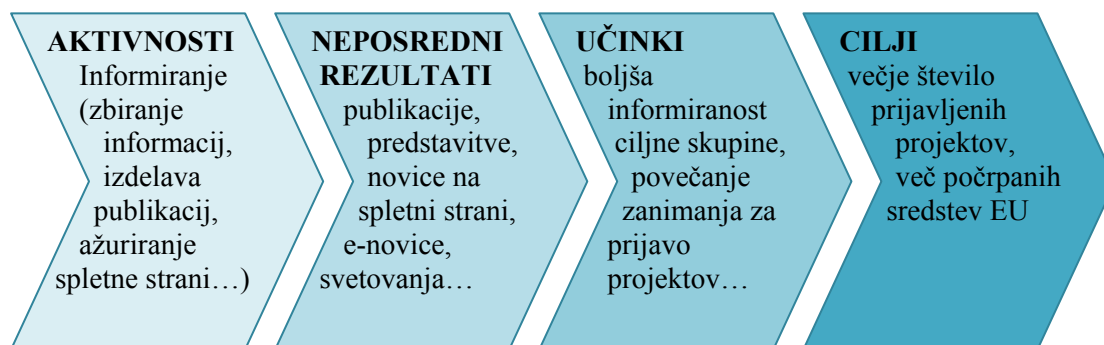 AKTIVNOSTI
Informiranje
(zbiranje
informacij,
izdelava
publikacij,
ažuriranje
spletne strani…)
NEPOSREDNI
REZULTATI
publikacije,
predstavitve,
novice na
spletni strani,
e-novice,
svetovanja…
UČINKI
boljša
informiranost
ciljne skupine,
povečanje
zanimanja za
prijavo
projektov…
CILJI
večje število
prijavljenih
projektov,
več počrpanih
sredstev EU